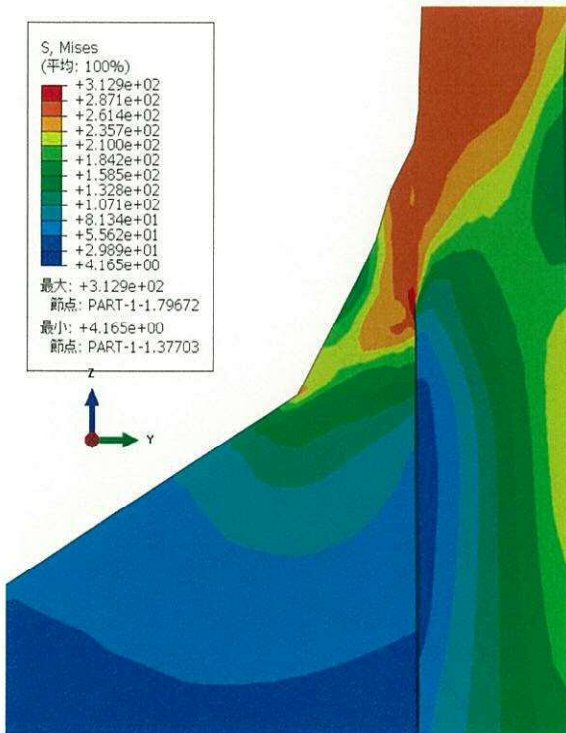 S, Mises
(平均: 100%)
+3.129e+02
+2.871e+02
+2.614e+02
+2.357e+02
+2.100e+02
+1.842e+02
+1.585e+02
+1.328e+02
+1.071e+02
+8.134e+01
+5.562e+01
+2.989e+01
+4.165e+00
最大: +3.129e+02
節点: PART-1-1.79672
最小: +4.165e+00
節点: PART-1-1.37703
Z
Y